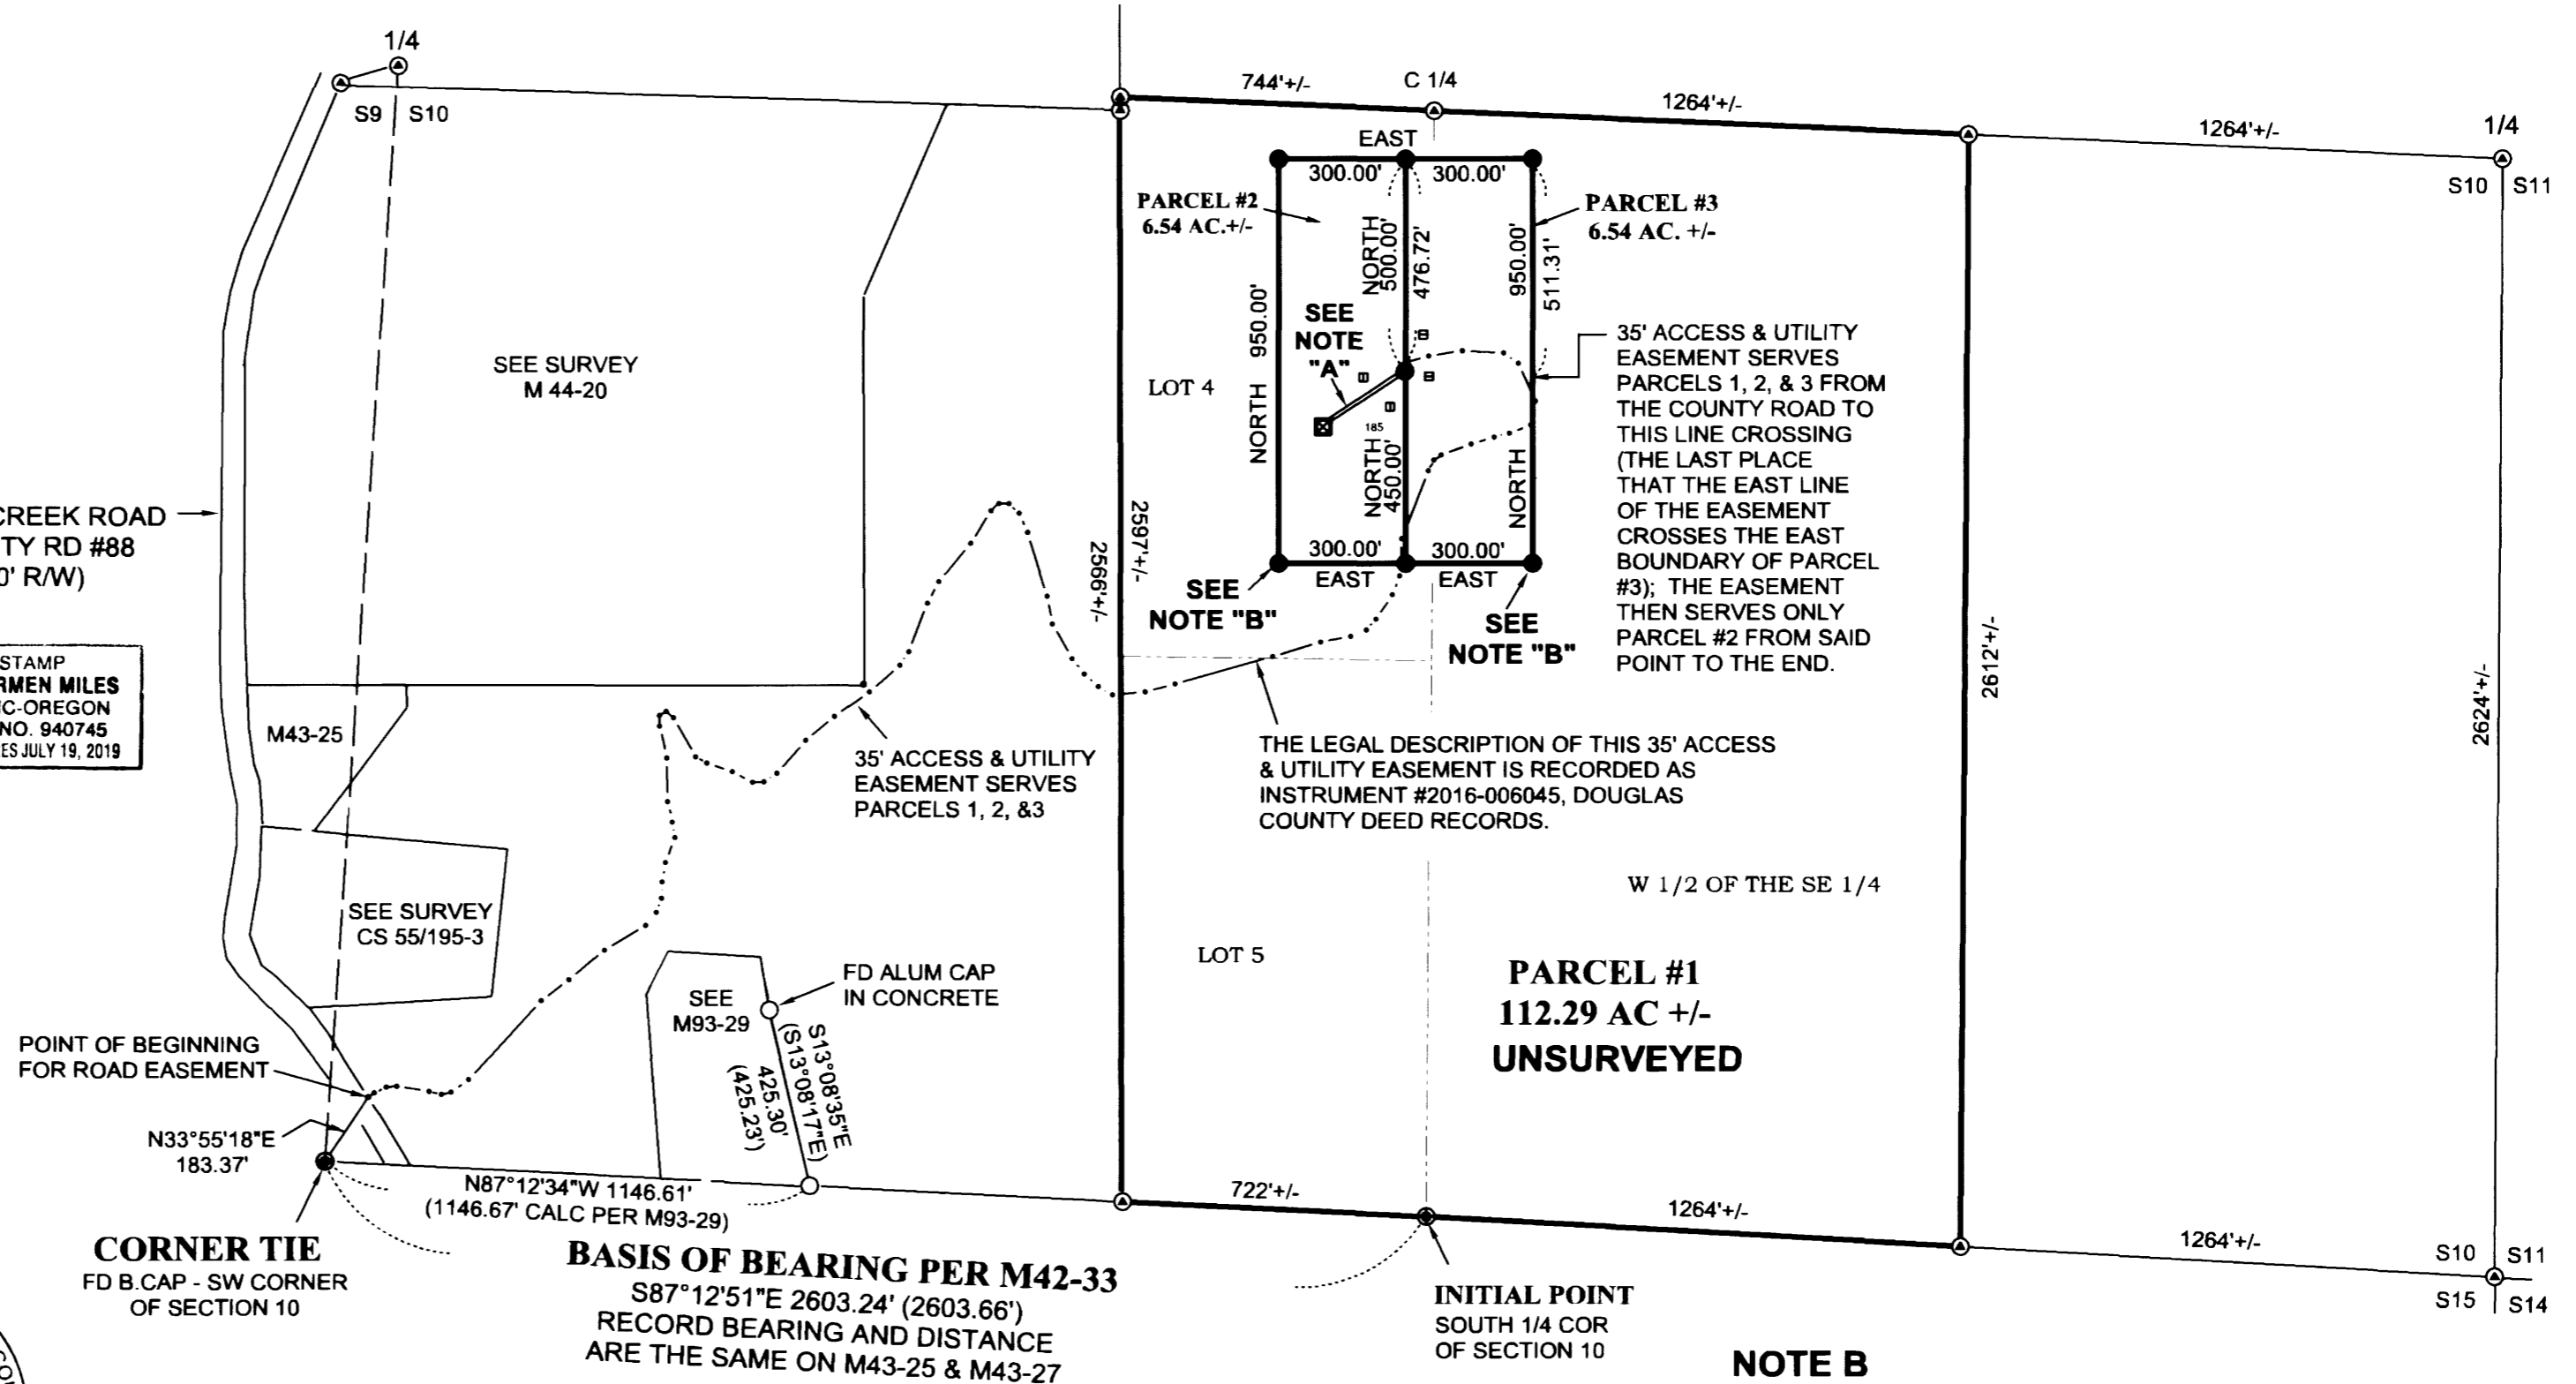 1/4
S9 S10
744'+/-
C 1/4
1264'+/-
1264'+/-
1/4
S10 S11
EAST
300.00' 300.00'
PARCEL #2
6.54 AC.+/-
PARCEL #3
6.54 AC. +/-
NORTH
500.00'
476.72'
950.00'
511.31'
NORTH 950.00'
SEE
NOTE
"A"
185
NORTH
450.00'
NORTH
300.00' 300.00'
EAST EAST
SEE
NOTE "B"
SEE
NOTE "B"
35' ACCESS & UTILITY
EASEMENT SERVES
PARCELS 1, 2, & 3 FROM
THE COUNTY ROAD TO
THIS LINE CROSSING
(THE LAST PLACE
THAT THE EAST LINE
OF THE EASEMENT
CROSSES THE EAST
BOUNDARY OF PARCEL
#3); THE EASEMENT
THEN SERVES ONLY
PARCEL #2 FROM SAID
POINT TO THE END.
SEE SURVEY
M 44-20
LOT 4
CREEK ROAD
TY RD #88
0' R/W)
2597'+/-
2566'+/-
2612'+/-
2624'+/-
STAMP
RMEN MILES
IC-OREGON
NO. 940745
ES JULY 19, 2019
M43-25
35' ACCESS & UTILITY
EASEMENT SERVES
PARCELS 1, 2, &3
THE LEGAL DESCRIPTION OF THIS 35' ACCESS
& UTILITY EASEMENT IS RECORDED AS
INSTRUMENT #2016-006045, DOUGLAS
COUNTY DEED RECORDS.
W 1/2 OF THE SE 1/4
SEE SURVEY
CS 55/195-3
LOT 5
PARCEL #1
112.29 AC +/-
UNSURVEYED
FD ALUM CAP
IN CONCRETE
SEE
M93-29
S13°08'35"E
(S13°08'17"E)
425.30'
(425.23')
POINT OF BEGINNING
FOR ROAD EASEMENT
N33°55'18"E
183.37'
N87°12'34"W 1146.61'
(1146.67' CALC PER M93-29)
722'+/-
1264'+/-
1264'+/-
S10 S11
S15 S14
CORNER TIE
FD B.CAP - SW CORNER
OF SECTION 10
BASIS OF BEARING PER M42-33
S87°12'51"E 2603.24' (2603.66')
RECORD BEARING AND DISTANCE
ARE THE SAME ON M43-25 & M43-27
INITIAL POINT
SOUTH 1/4 COR
OF SECTION 10
NOTE B